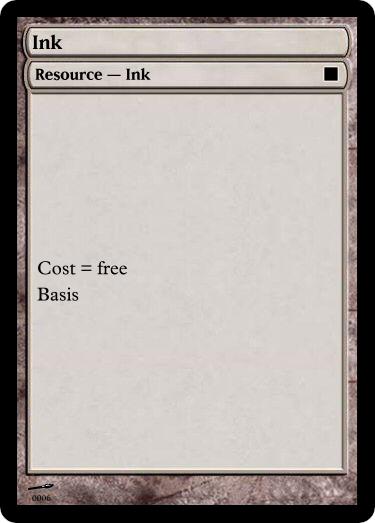 Ink
Resource — Ink
Cost = free
Basis
0006